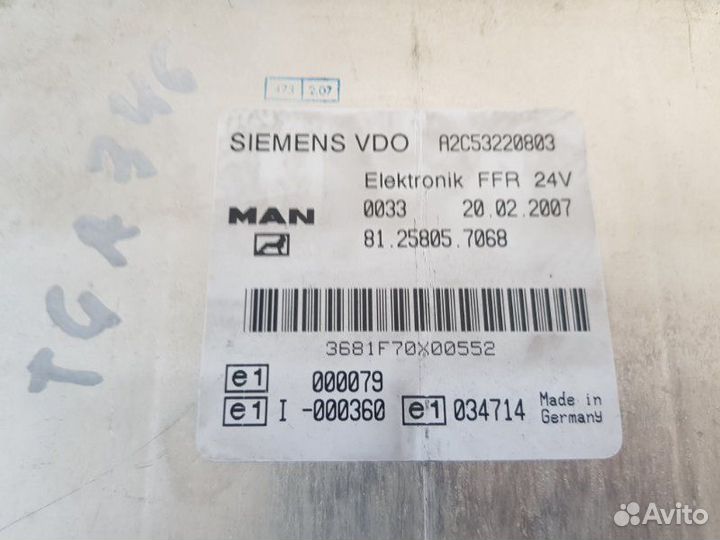 173 2.07
TGA 346
SIEMENS VDO A2C53220803
Elektronik FFR 24V
MAN 0033 20.02.2007
81.25805.7068
3681F70X00552
e1 000079
e1 I -000360 e1 034714 Made in
Germany
Avito